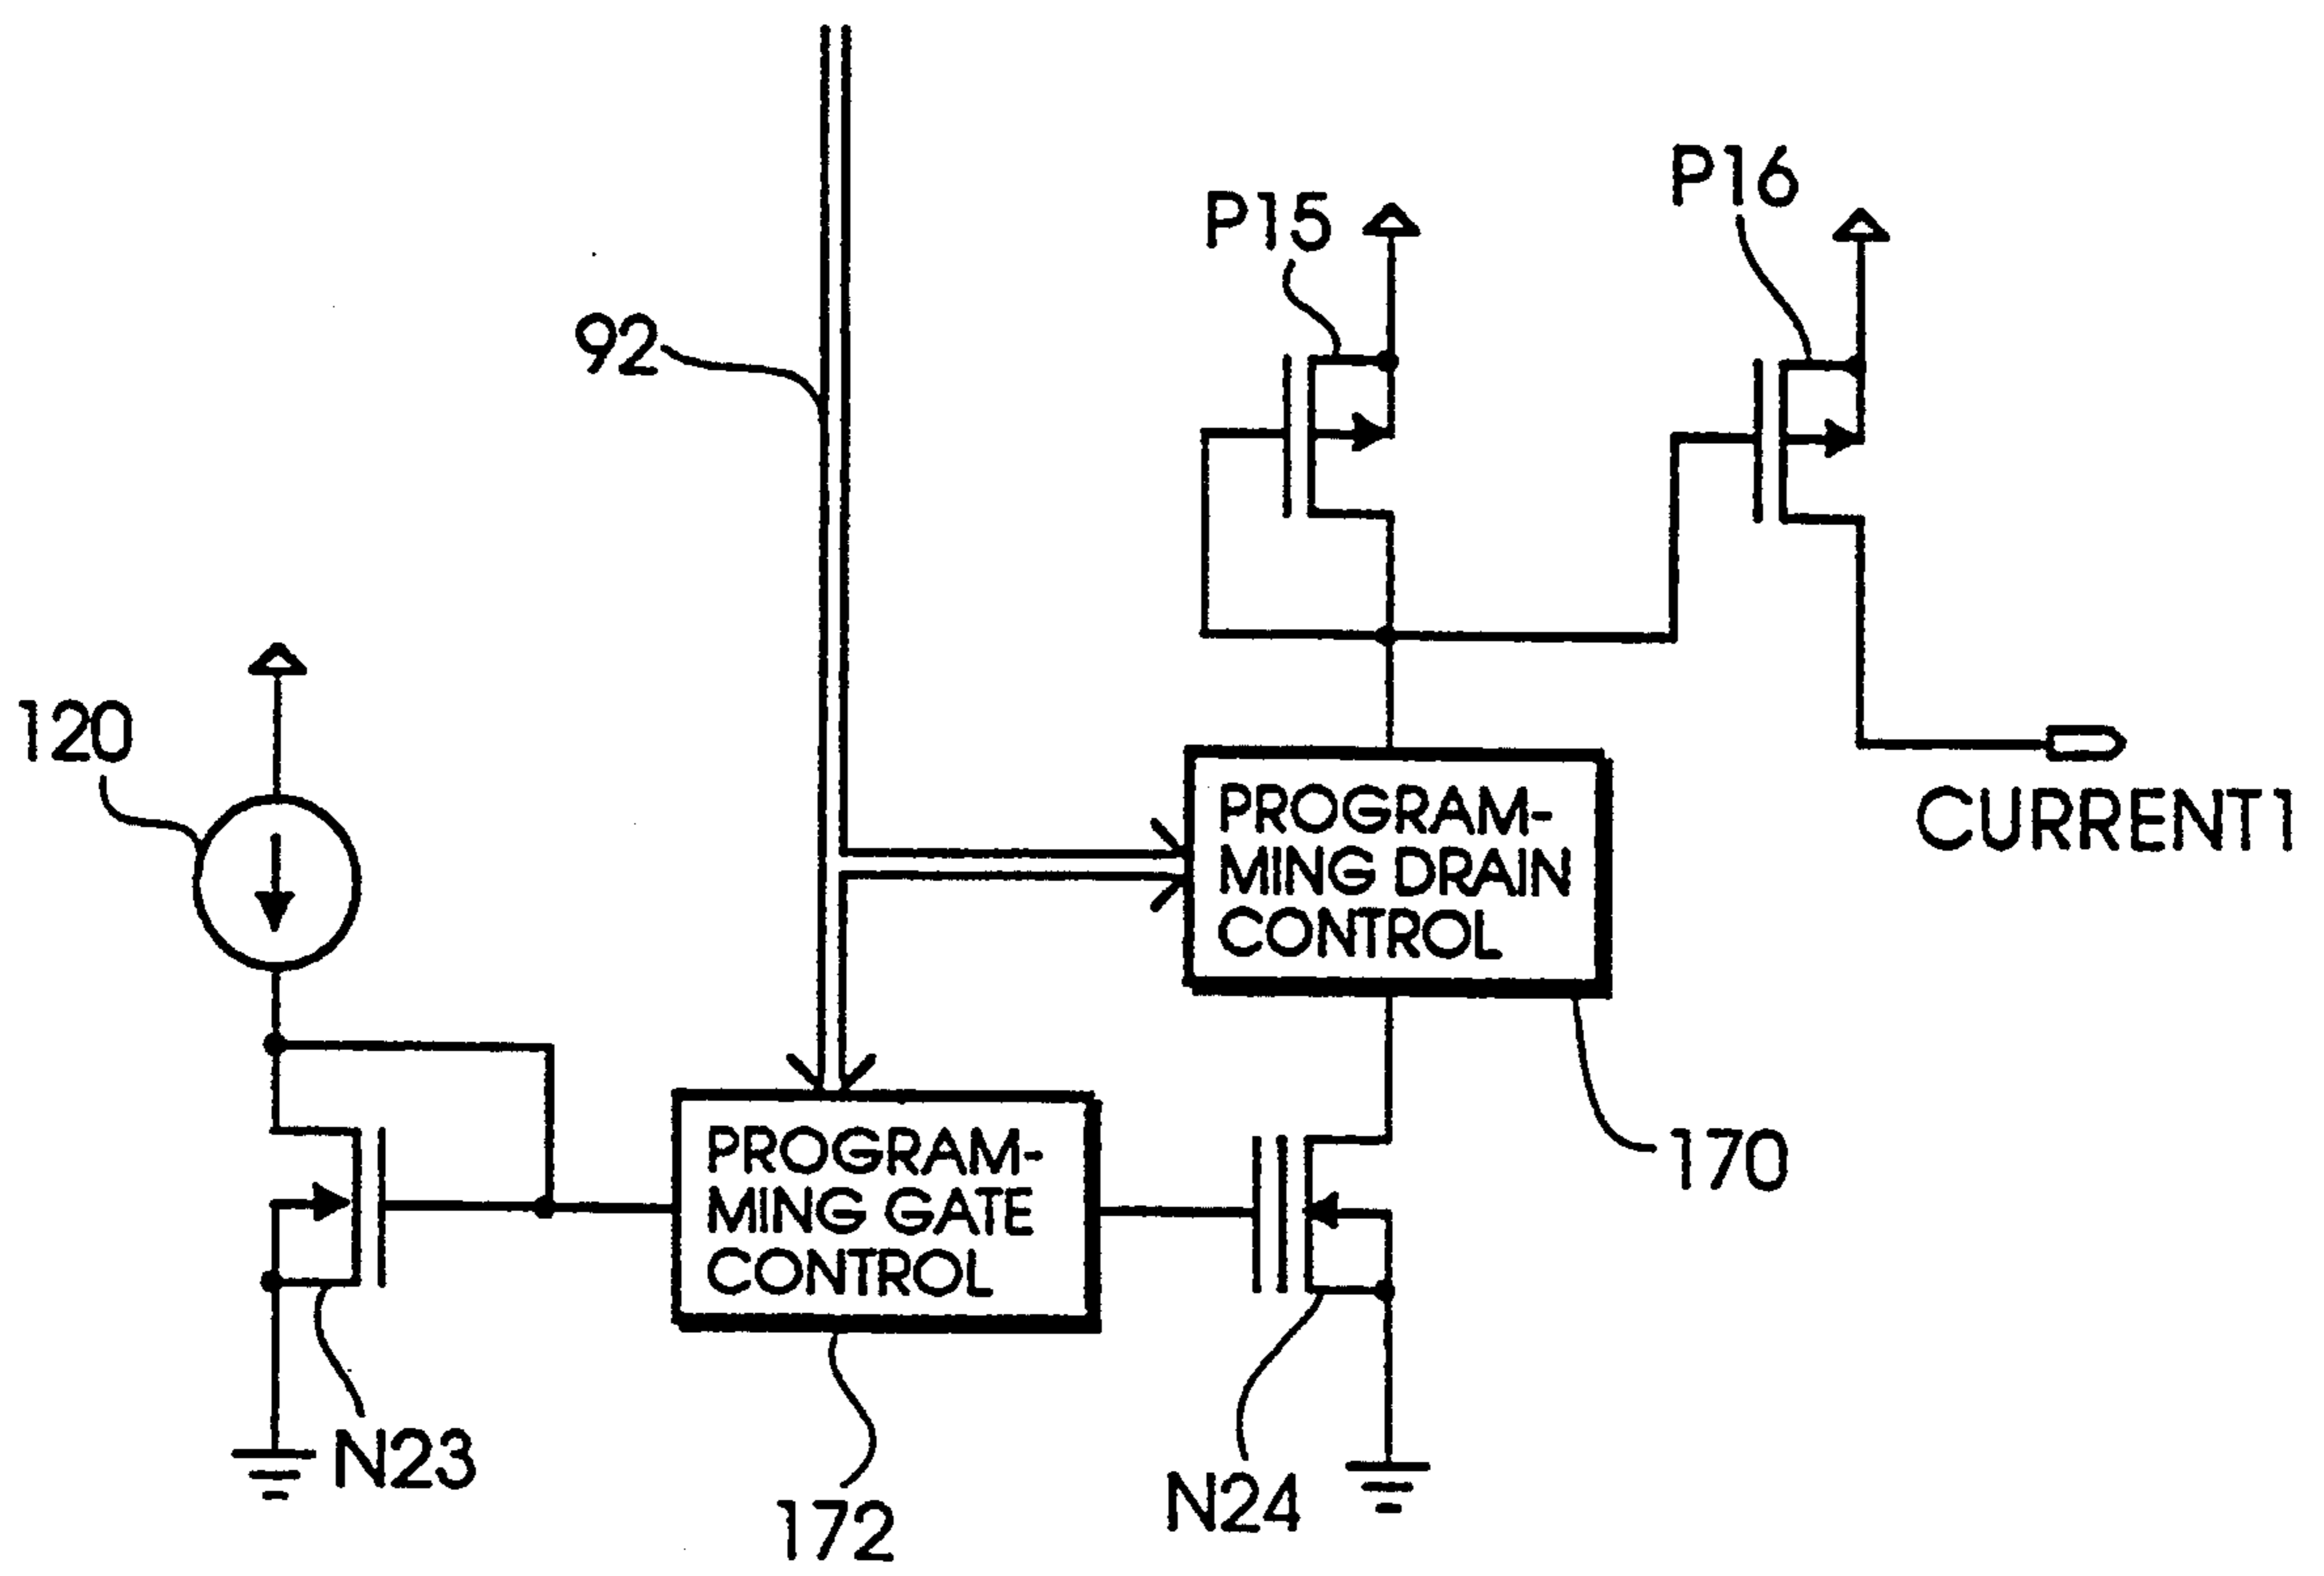 P16
P15
92
120
CURRENT1
PROGRAM-
MING DRAIN
CONTROL
170
PROGRAM-
MING GATE
CONTROL
N23
N24
172